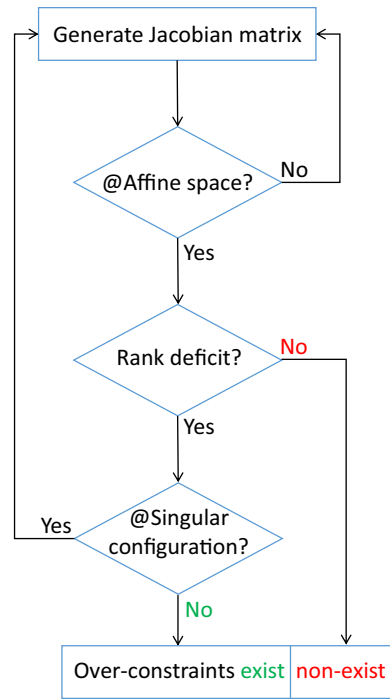 Generate Jacobian matrix
@Affine space?
No
Yes
Rank deficit?
No
Yes
@Singular
configuration?
Yes
No
Over-constraints exist non-exist